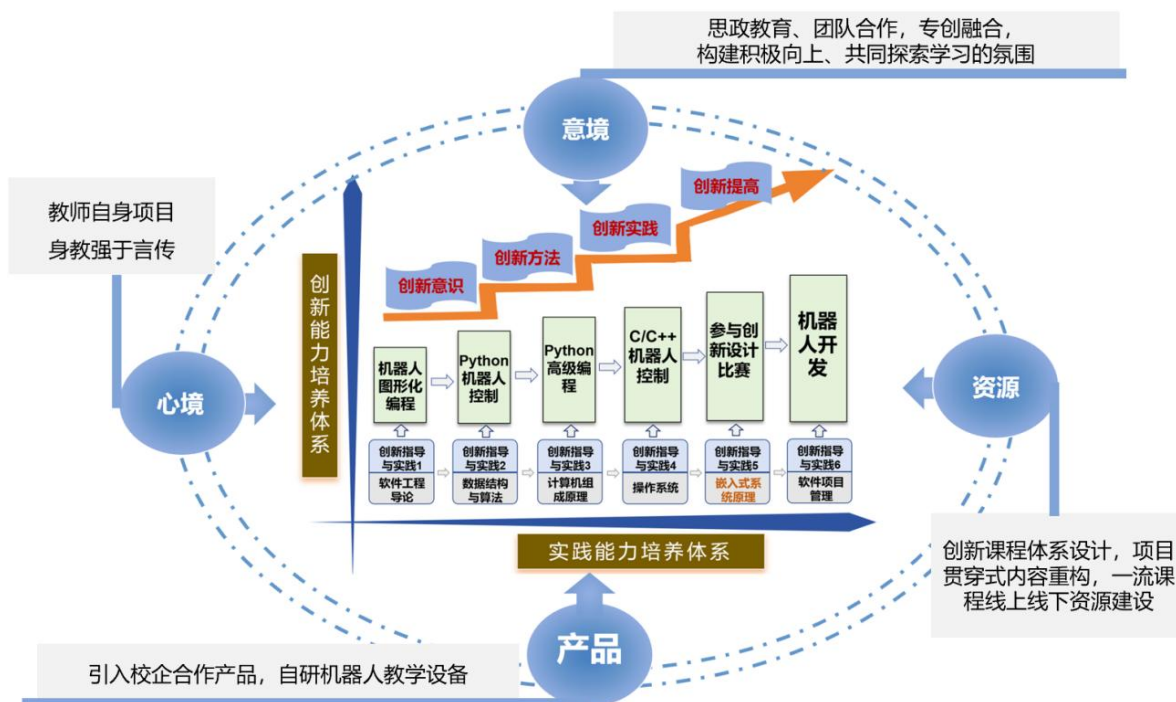 思政教育、团队合作，专创融合，
构建积极向上、共同探索学习的氛围
意境
教师自身项目
身教强于言传
心境
创新能力培养体系
创新意识
创新方法
创新实践
创新提高
机器人
图形化
编程
Python
机器人
控制
Python
高级编
程
C/C++
机器人
控制
参与创
新设计
比赛
机器
人开
发
创新指导
与实践1
软件工程
导论
创新指导
与实践2
数据结构
与算法
创新指导
与实践3
计算机组
成原理
创新指导
与实践4
操作系统
创新指导
与实践5
嵌入式系
统原理
创新指导
与实践6
软件项目
管理
实践能力培养体系
资源
创新课程体系设计，项目
贯穿式内容重构，一流课
程线上线下资源建设
产品
引入校企合作产品，自研机器人教学设备